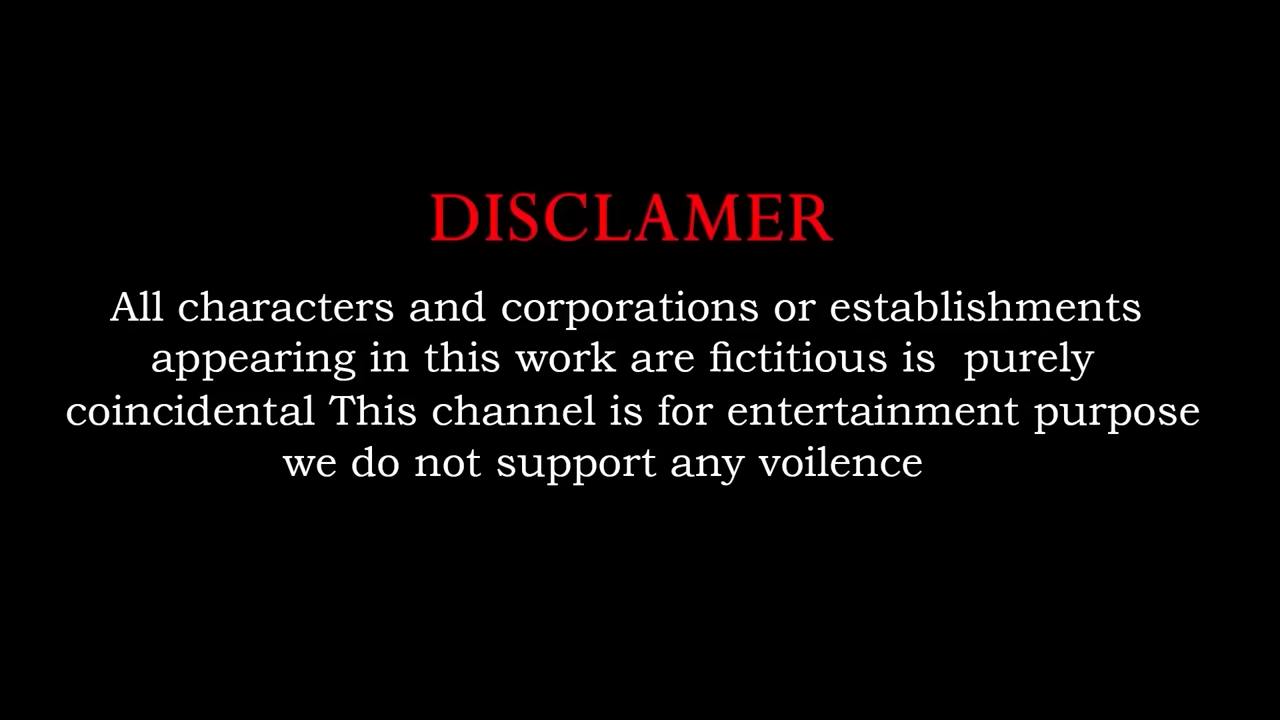 DISCLAMER
All characters and corporations or establishments
appearing in this work are fictitious is  purely
coincidental This channel is for entertainment purpose
we do not support any voilence